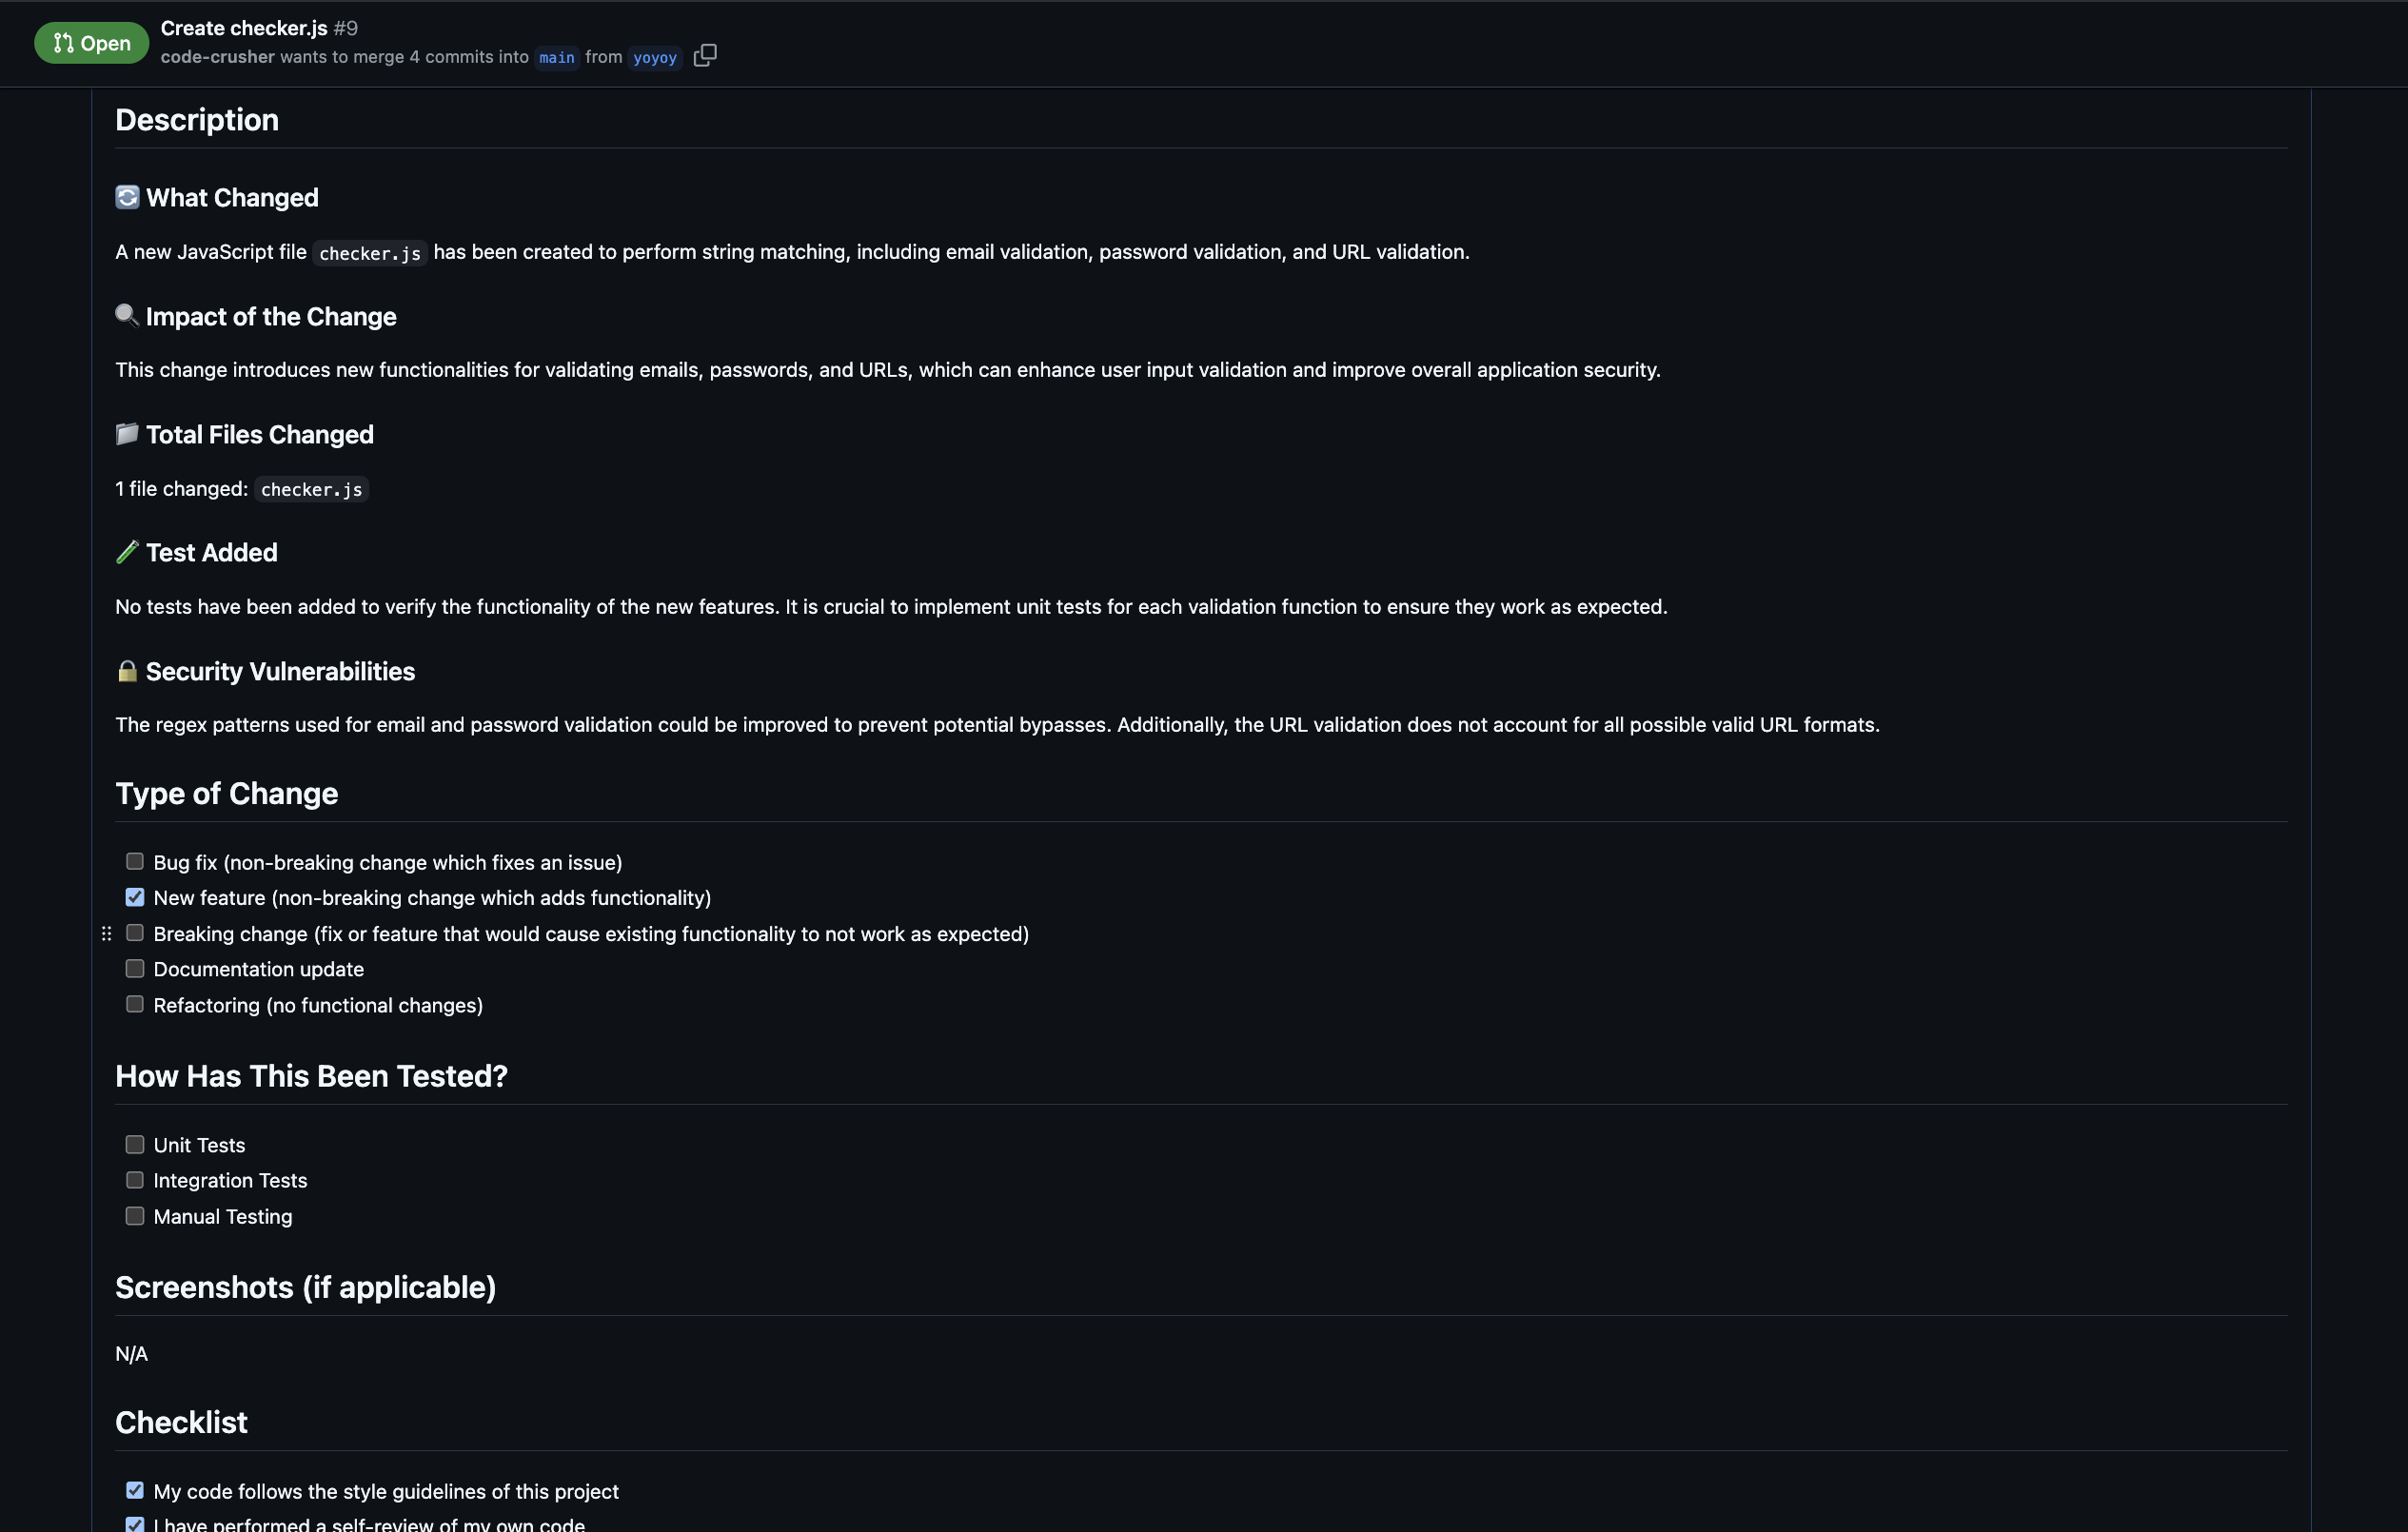 Open
Create checker.js #9
code-crusher wants to merge 4 commits into main from yoyoy
Description
What Changed
A new JavaScript file checker.js has been created to perform string matching, including email validation, password validation, and URL validation.
Impact of the Change
This change introduces new functionalities for validating emails, passwords, and URLs, which can enhance user input validation and improve overall application security.
Total Files Changed
1 file changed: checker.js
Test Added
No tests have been added to verify the functionality of the new features. It is crucial to implement unit tests for each validation function to ensure they work as expected.
Security Vulnerabilities
The regex patterns used for email and password validation could be improved to prevent potential bypasses. Additionally, the URL validation does not account for all possible valid URL formats.
Type of Change
Bug fix (non-breaking change which fixes an issue)
New feature (non-breaking change which adds functionality)
Breaking change (fix or feature that would cause existing functionality to not work as expected)
Documentation update
Refactoring (no functional changes)
How Has This Been Tested?
Unit Tests
Integration Tests
Manual Testing
Screenshots (if applicable)
N/A
Checklist
My code follows the style guidelines of this project
I have performed a self-review of my own code